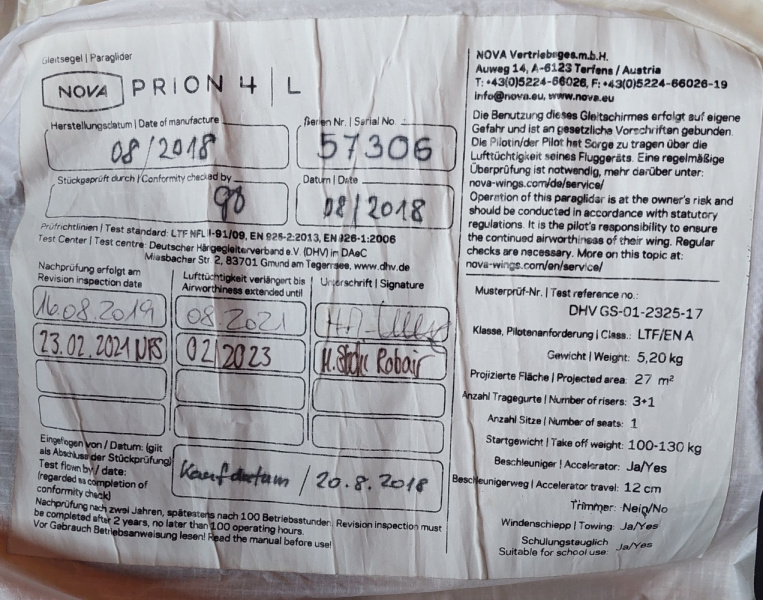 Gleitsegel | Paraglider
NOVA PRION 4 | L
Herstellungsdatum | Date of manufacture
08/2018
Serien Nr. | Serial No
57306
Stückgeprüft durch | Conformity checked by
Datum | Date
08/2018
Prüfrichtlinien | Test standard: LTF NFL II-91/09, EN 926-2:2013, EN 926-1:2006
Test Center | Test centre: Deutscher Hängegleiterverband e.V. (DHV) in DAeC
Miesbacher Str 2, 83701 Gmund am Tegernsee, www.dhv.de
Nachprüfung erfolgt am
Revision inspection date
Lufttüchtigkeit verlängert bis
Airworthiness extended until
Unterschrift | Signature
16.08.2019 08 2021
23.02.2021 02/2023
Eingeflogen von / Datum: (gilt
als Abschluss der Stückprüfung)
Test flown by / date:
(regarded as completion of
conformity check)
Kaufdatum / 20.8.2018
Nachprüfung nach zwei Jahren, spätestens nach 100 Betriebsstunden. Revision inspection must
be completed after 2 years, no later than 100 operating hours.
Vor Gebrauch Betriebsanweisung lesen! Read the manual before use!
NOVA Vertriebsges.m.b.H.
Auweg 14, A-6123 Terfens / Austria
T: +43(0)5224-66026, F: +43(0)5224-66026-19
info@nova.eu, www.nova.eu
Die Benutzung dieses Gleitschirmes erfolgt auf eigene
Gefahr und ist an gesetzliche Vorschriften gebunden.
Die Pilotin/der Pilot hat Sorge zu tragen über die
Lufttüchtigkeit seines Fluggeräts. Eine regelmäßige
Überprüfung ist notwendig, mehr darüber unter:
nova-wings.com/de/service/
Operation of this paraglider is at the owner's risk and
should be conducted in accordance with statutory
regulations. It is the pilot's responsibility to ensure
the continued airworthiness of their wing. Regular
checks are necessary. More on this topic at:
nova-wings.com/en/service/
Musterprüf-Nr. | Test reference no.:
DHV GS-01-2325-17
Klasse, Pilotenanforderung | Class.: LTF/EN A
Gewicht | Weight: 5,20 kg
Projizierte Fläche | Projected area: 27 m²
Anzahl Tragegurte | Number of risers: 3+1
Anzahl Sitze | Number of seats: 1
Startgewicht | Take off weight: 100-130 kg
Beschleuniger | Accelerator: Ja/Yes
Beschleunigerweg | Accelerator travel: 12 cm
Trimmer: Nein/No
Windenschlepp | Towing: Ja/Yes
Schulungstauglich
Suitable for school use: Ja/Yes